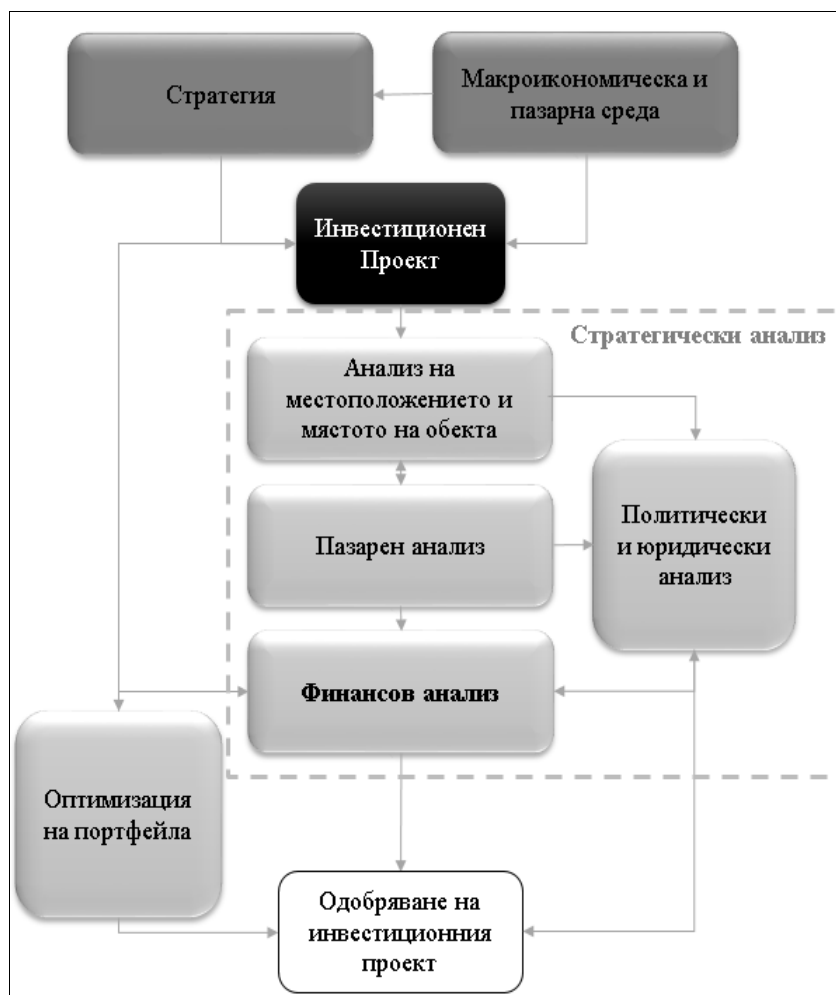 Стратегия
Макроикономическа и
пазарна среда
Инвестиционен
Проект
Стратегически анализ
Анализ на
местоположението и
мястото на обекта
Пазарен анализ
Политически
и юридически
анализ
Финансов анализ
Оптимизация
на портфейла
Одобряване на
инвестиционния
проект